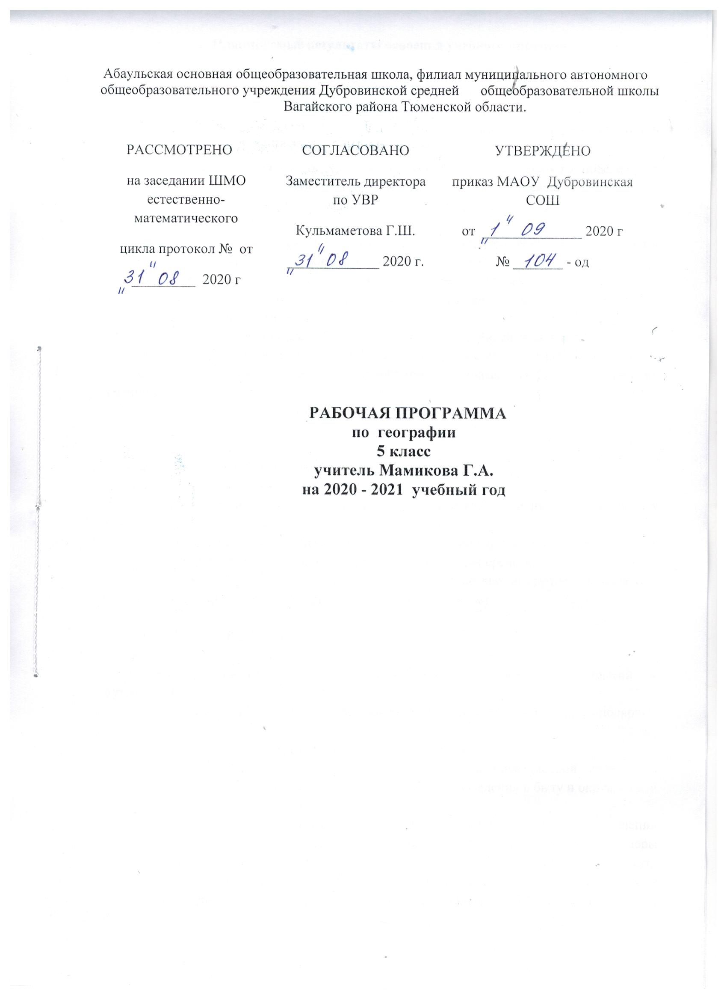 Абаульская основная общеобразовательная школа, филиал муниципального автономного
общеобразовательного учреждения Дубровинской средней общеобразовательной школы
Вагайского района Тюменской области.
РАССМОТРЕНО
на заседании ШМО
естественно-
математического
цикла протокол № от
"31" 08 2020 г
СОГЛАСОВАНО
Заместитель директора
по УВР
Кульмаметова Г.Ш.
"31" 08 2020 г.
УТВЕРЖДЕНО
приказ МАОУ Дубровинская
СОШ
от "1" 09 2020 г
№ 104 - од
РАБОЧАЯ ПРОГРАММА
по географии
5 класс
учитель Мамикова Г.А.
на 2020 - 2021 учебный год